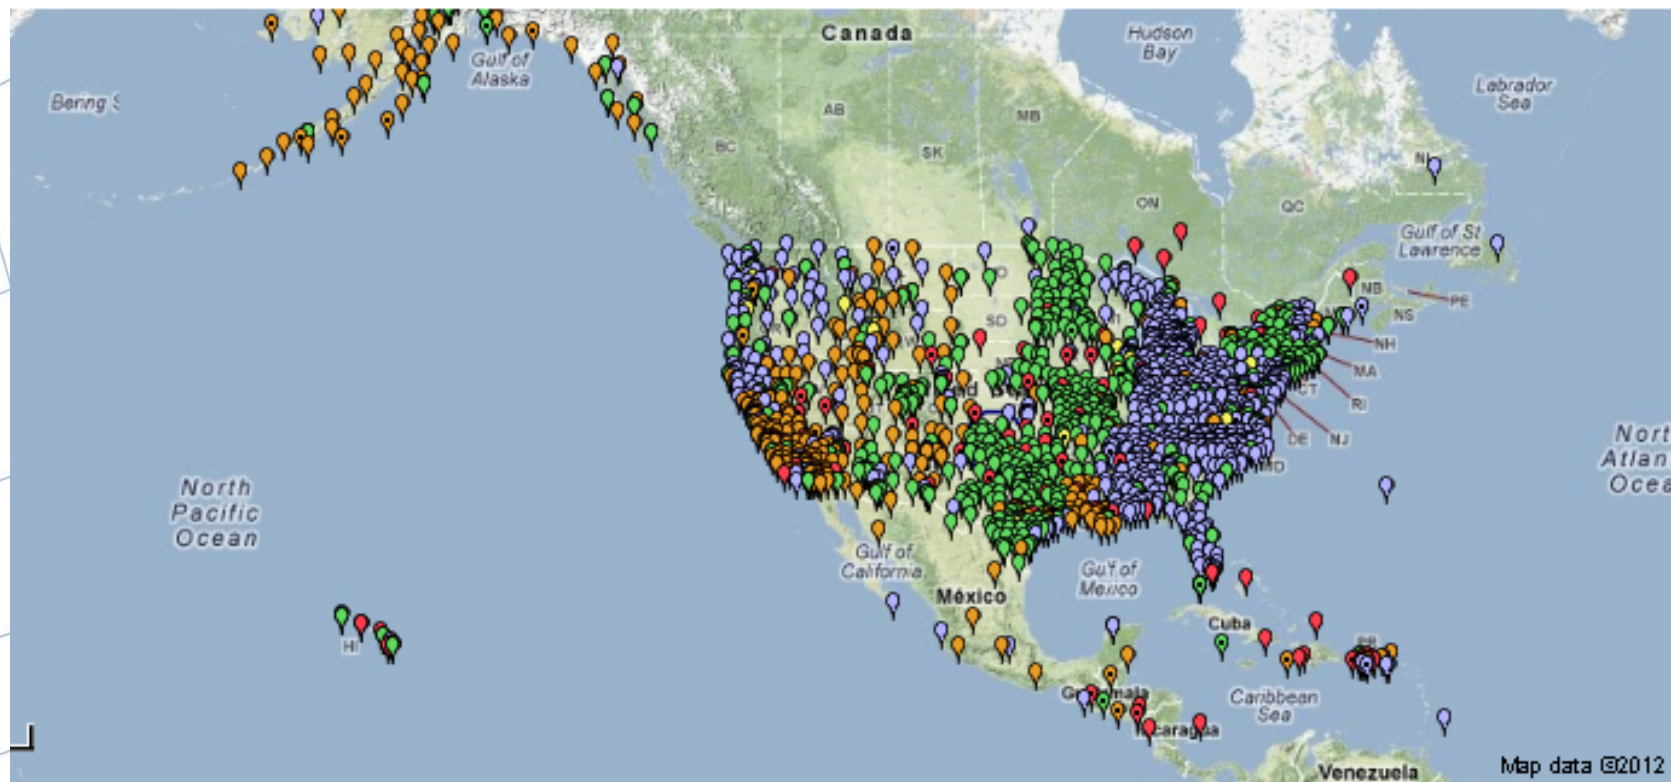 Canada
Hudson
Bay
Gulf of
Alaska
Labrador
Sea
Bering S
AB
MB
BC
SK
ON
QC
Gulf of St
Lawrence
NB
PE
NS
SD
NH
MA
CT
RI
DE
NJ
MD
North
Pacific
Ocean
Nort
Atlan
Ocea
Gulf of
California
Gulf of
Mexico
México
Cuba
HI
PR
Caribbean
Sea
Venezuela
Map data ©2012